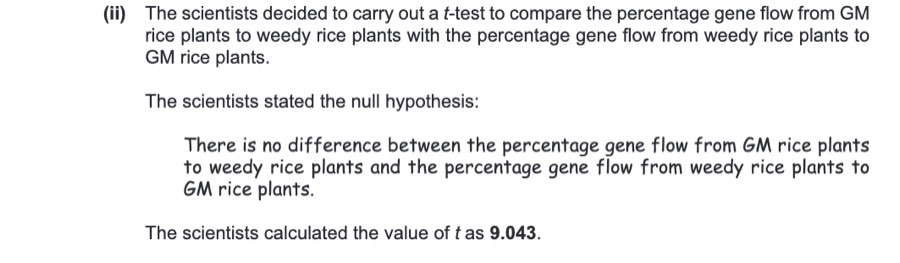 (ii) The scientists decided to carry out a t-test to compare the percentage gene flow from GM
rice plants to weedy rice plants with the percentage gene flow from weedy rice plants to
GM rice plants.
The scientists stated the null hypothesis:
There is no difference between the percentage gene flow from GM rice plants
to weedy rice plants and the percentage gene flow from weedy rice plants to
GM rice plants.
The scientists calculated the value of t as 9.043.